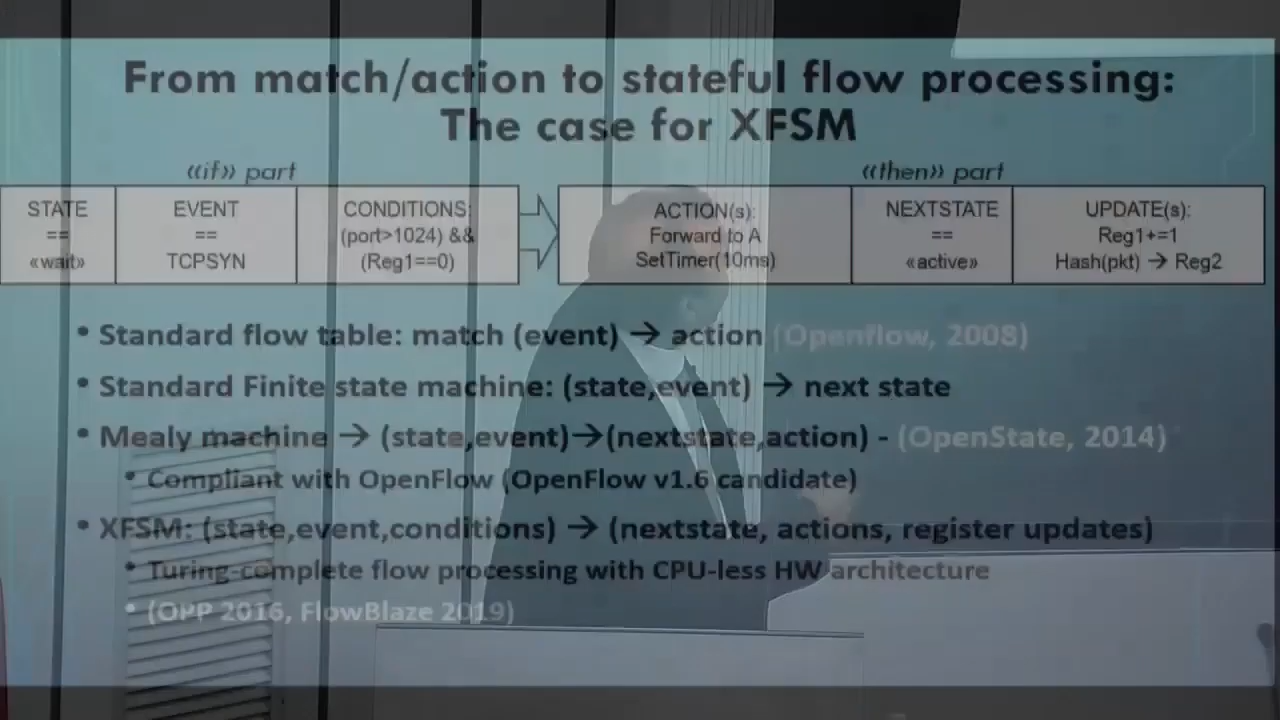 From match/action to stateful flow processing:
The case for XFSM
«if» part
«then» part
STATE
==
«wait»
EVENT
==
TCPSYN
CONDITIONS:
(port>1024) &&
(Reg1==0)
ACTION(s):
Forward to A
SetTimer(10ms)
NEXTSTATE
==
«active»
UPDATE(s):
Reg1+=1
Hash(pkt) → Reg2
• Standard flow table: match (event) → action (Openflow, 2008)
• Standard Finite state machine: (state,event) → next state
• Mealy machine → (state,event)→(nextstate,action) - (OpenState, 2014)
• Compliant with OpenFlow (OpenFlow v1.6 candidate)
• XFSM: (state,event,conditions) → (nextstate, actions, register updates)
• Turing-complete flow processing with CPU-less HW architecture
• (OPP 2016, FlowBlaze 2019)